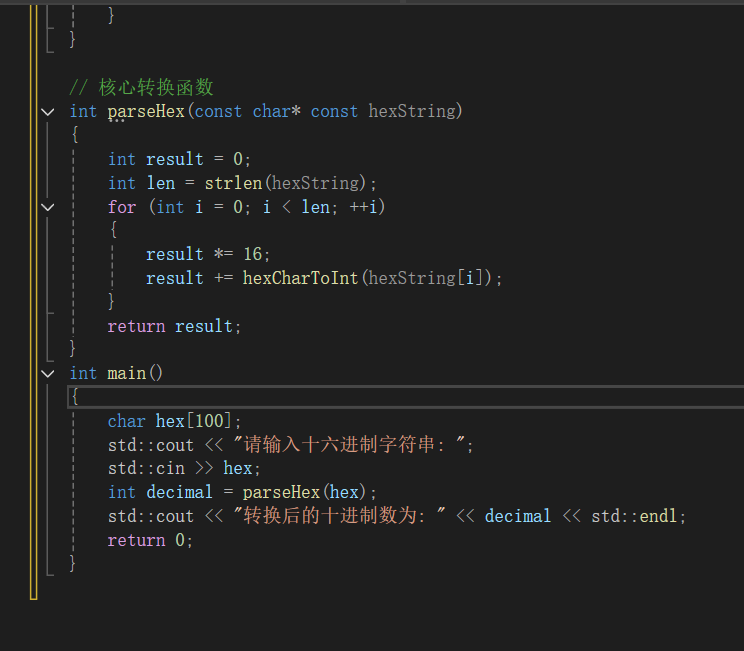 }
}
// 核心转换函数
int parseHex(const char* const hexString)
{
int result = 0;
int len = strlen(hexString);
for (int i = 0; i < len; ++i)
{
result *= 16;
result += hexCharToInt(hexString[i]);
}
return result;
}
int main()
{
char hex[100];
std::cout << "请输入十六进制字符串: ";
std::cin >> hex;
int decimal = parseHex(hex);
std::cout << "转换后的十进制数为: " << decimal << std::endl;
return 0;
}